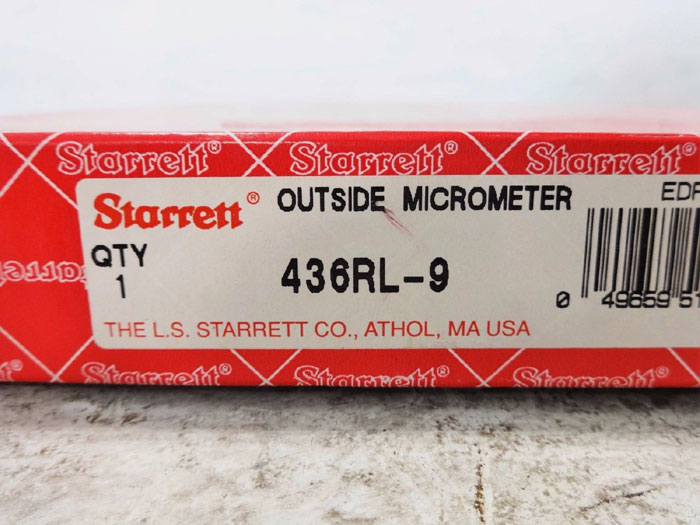 Starrett® Starrett® Starrett®
Starrett® OUTSIDE MICROMETER
QTY
1
436RL-9
0 49659
THE L.S. STARRETT CO., ATHOL, MA USA
Starrett Starrett Starrett